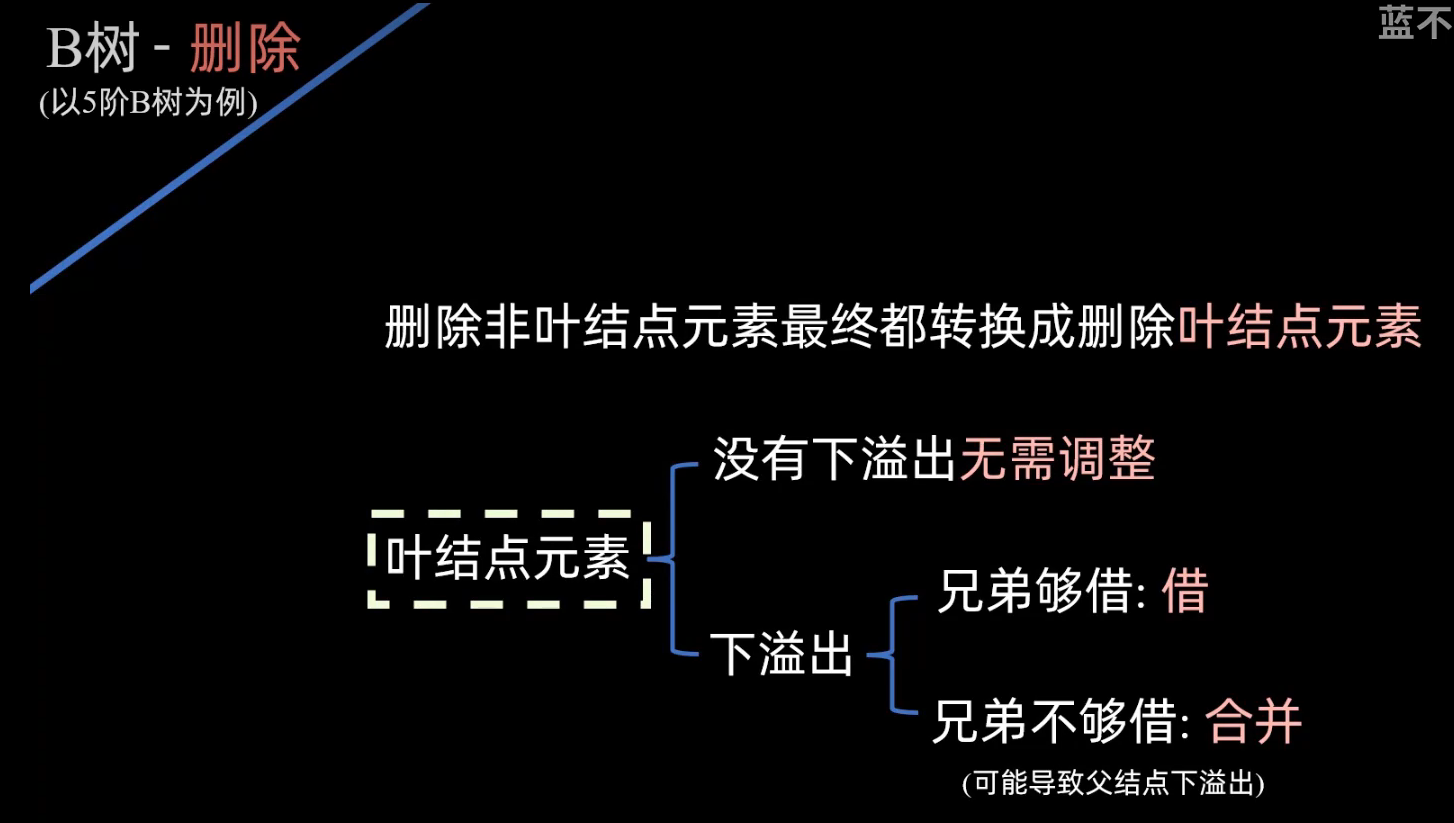 B树 - 删除
(以5阶B树为例)
蓝不
删除非叶结点元素最终都转换成删除叶结点元素
没有下溢出无需调整
叶结点元素
兄弟够借: 借
下溢出
兄弟不够借: 合并
(可能导致父结点下溢出)